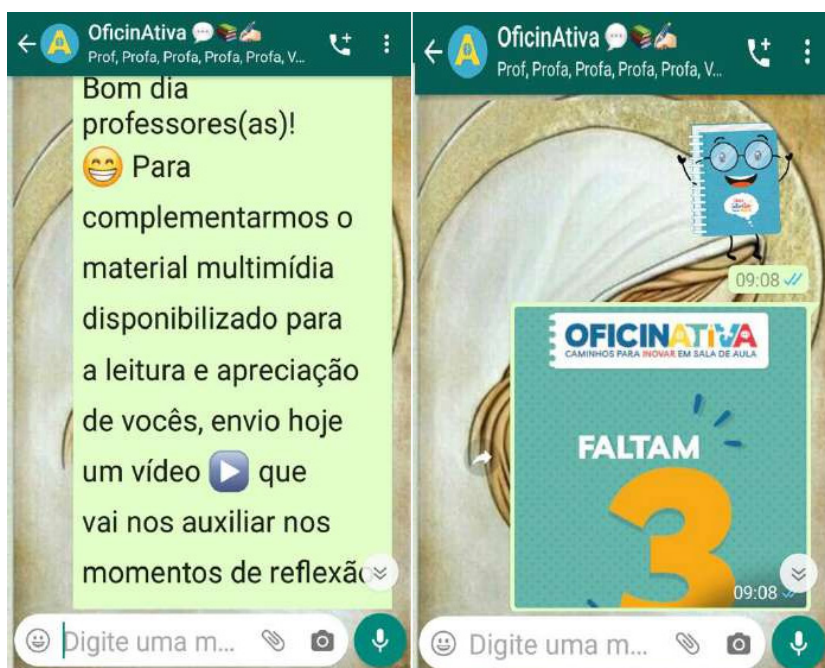 OficinAtiva 💬📚✍🏻
Prof, Profa, Profa, Profa, Profa, V...
Bom dia
professores(as)!
😁 Para
complementarmos o
material multimídia
disponibilizado para
a leitura e apreciação
de vocês, envio hoje
um vídeo ▶️ que
vai nos auxiliar nos
momentos de reflexão
Digite uma m...
OficinAtiva 💬📚✍🏻
Prof, Profa, Profa, Profa, Profa, V...
09:08
OFICINATIVA
CAMINHOS PARA INOVAR EM SALA DE AULA
FALTAM
3
09:08
Digite uma m...